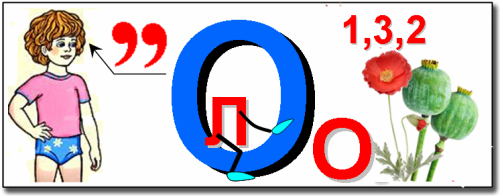 ,,
1,3,2
О
Л
О